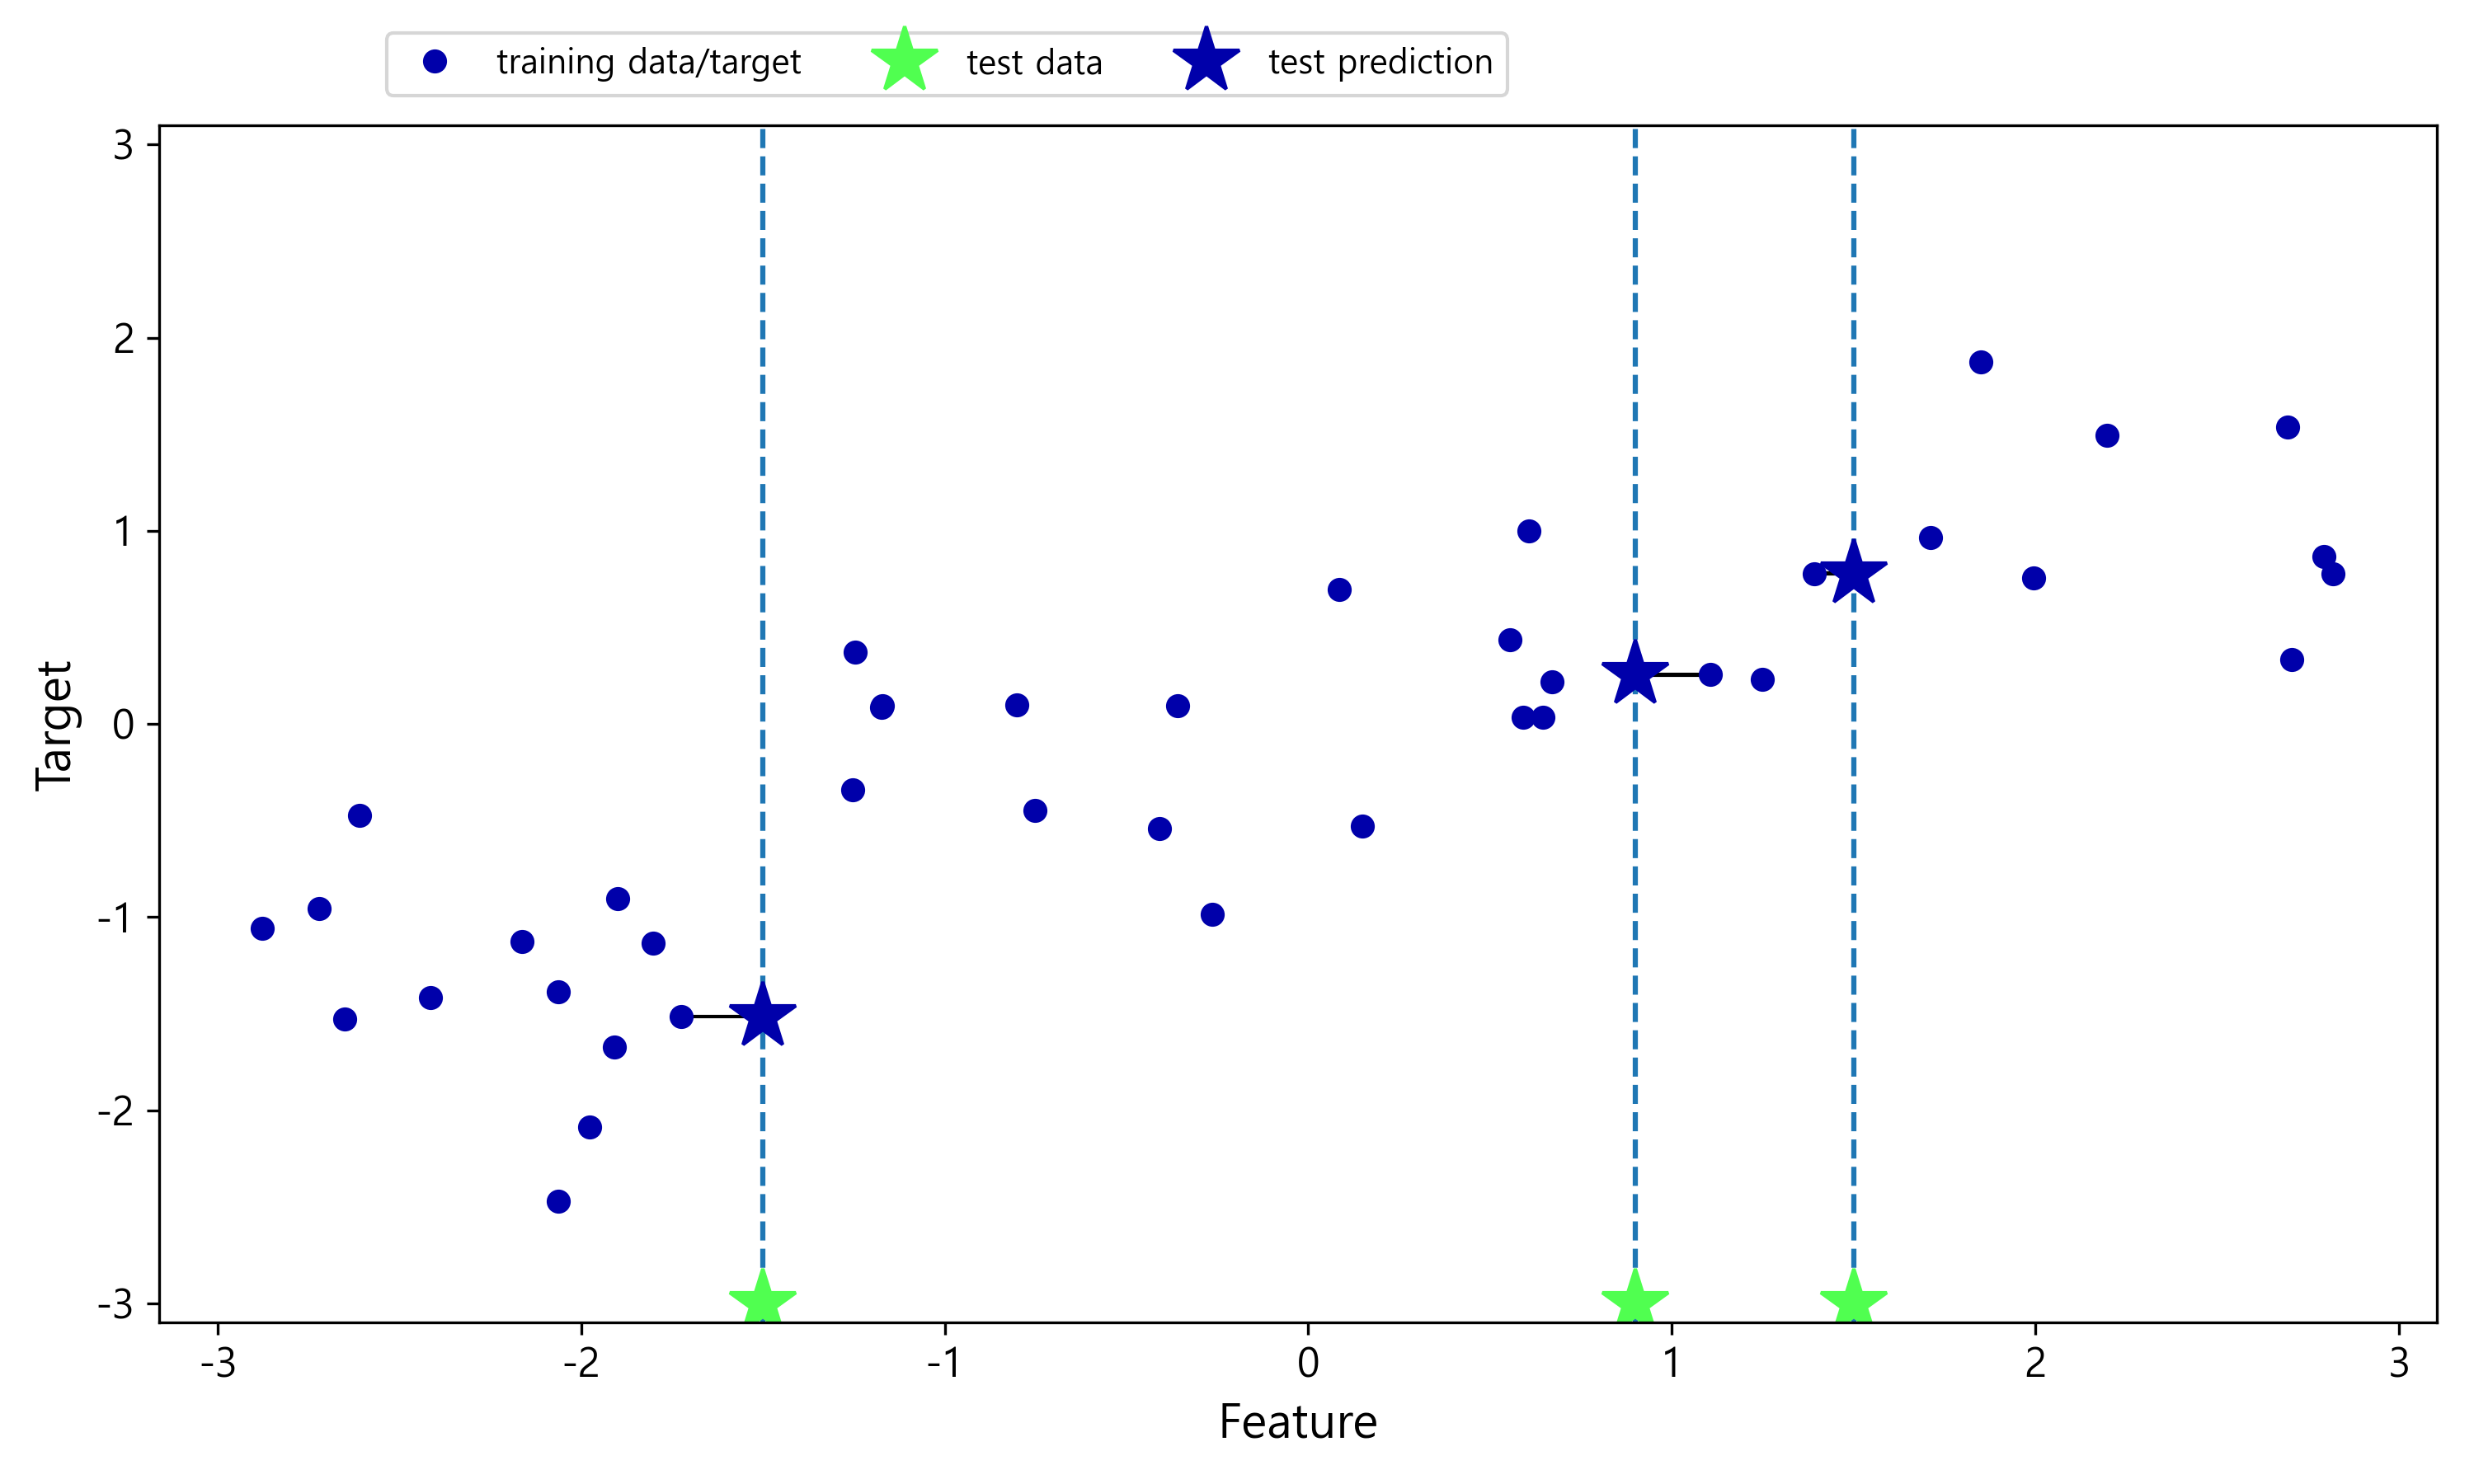 training data/target test data test prediction
3
2
1
0
-1
-2
-3
Target
-3 -2 -1 0 1 2 3
Feature